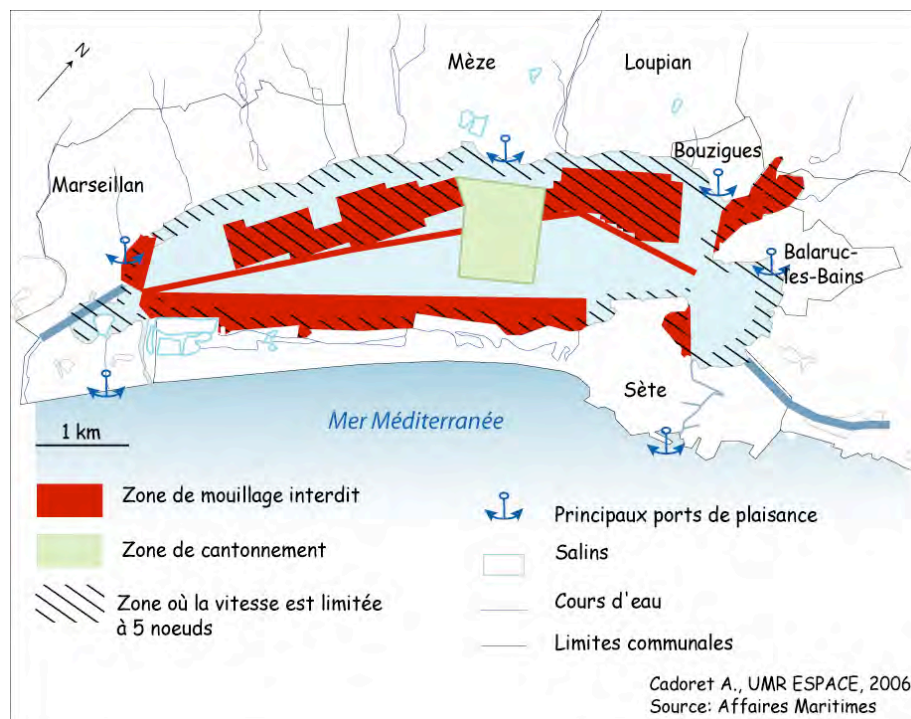 N
Mèze
Loupian
Bouzigues
Marseillan
Balaruc-
les-Bains
Sète
Mer Méditerranée
1 km
Zone de mouillage interdit
Zone de cantonnement
Zone où la vitesse est limitée
à 5 noeuds
Principaux ports de plaisance
Salins
Cours d'eau
Limites communales
Cadoret A., UMR ESPACE, 2006
Source: Affaires Maritimes